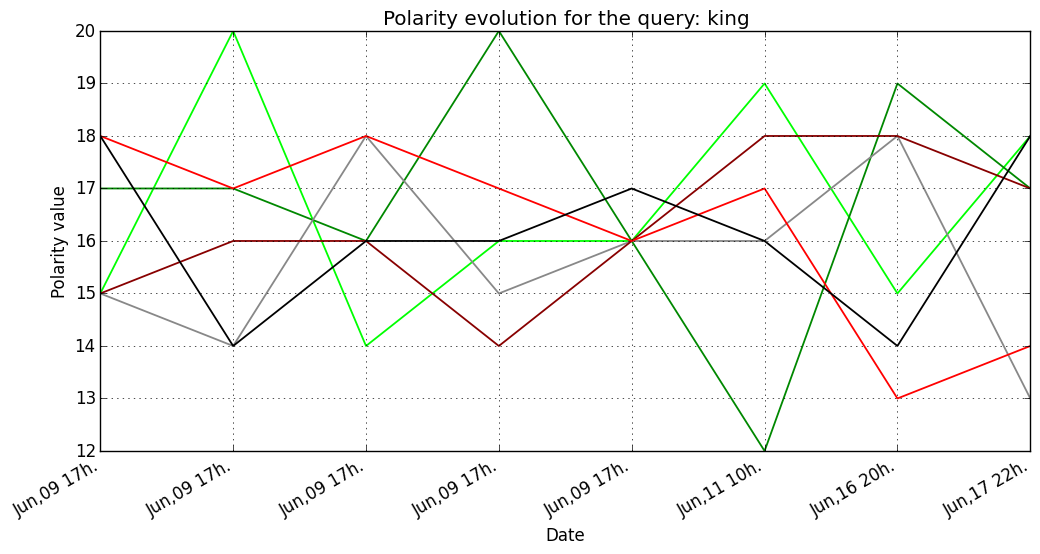 Polarity evolution for the query: king
20
19
18
17
16
15
14
13
12
Polarity value
Jun,09 17h.
Jun,09 17h.
Jun,09 17h.
Jun,09 17h.
Jun,09 17h.
Jun,11 10h.
Jun,16 20h.
Jun,17 22h.
Date